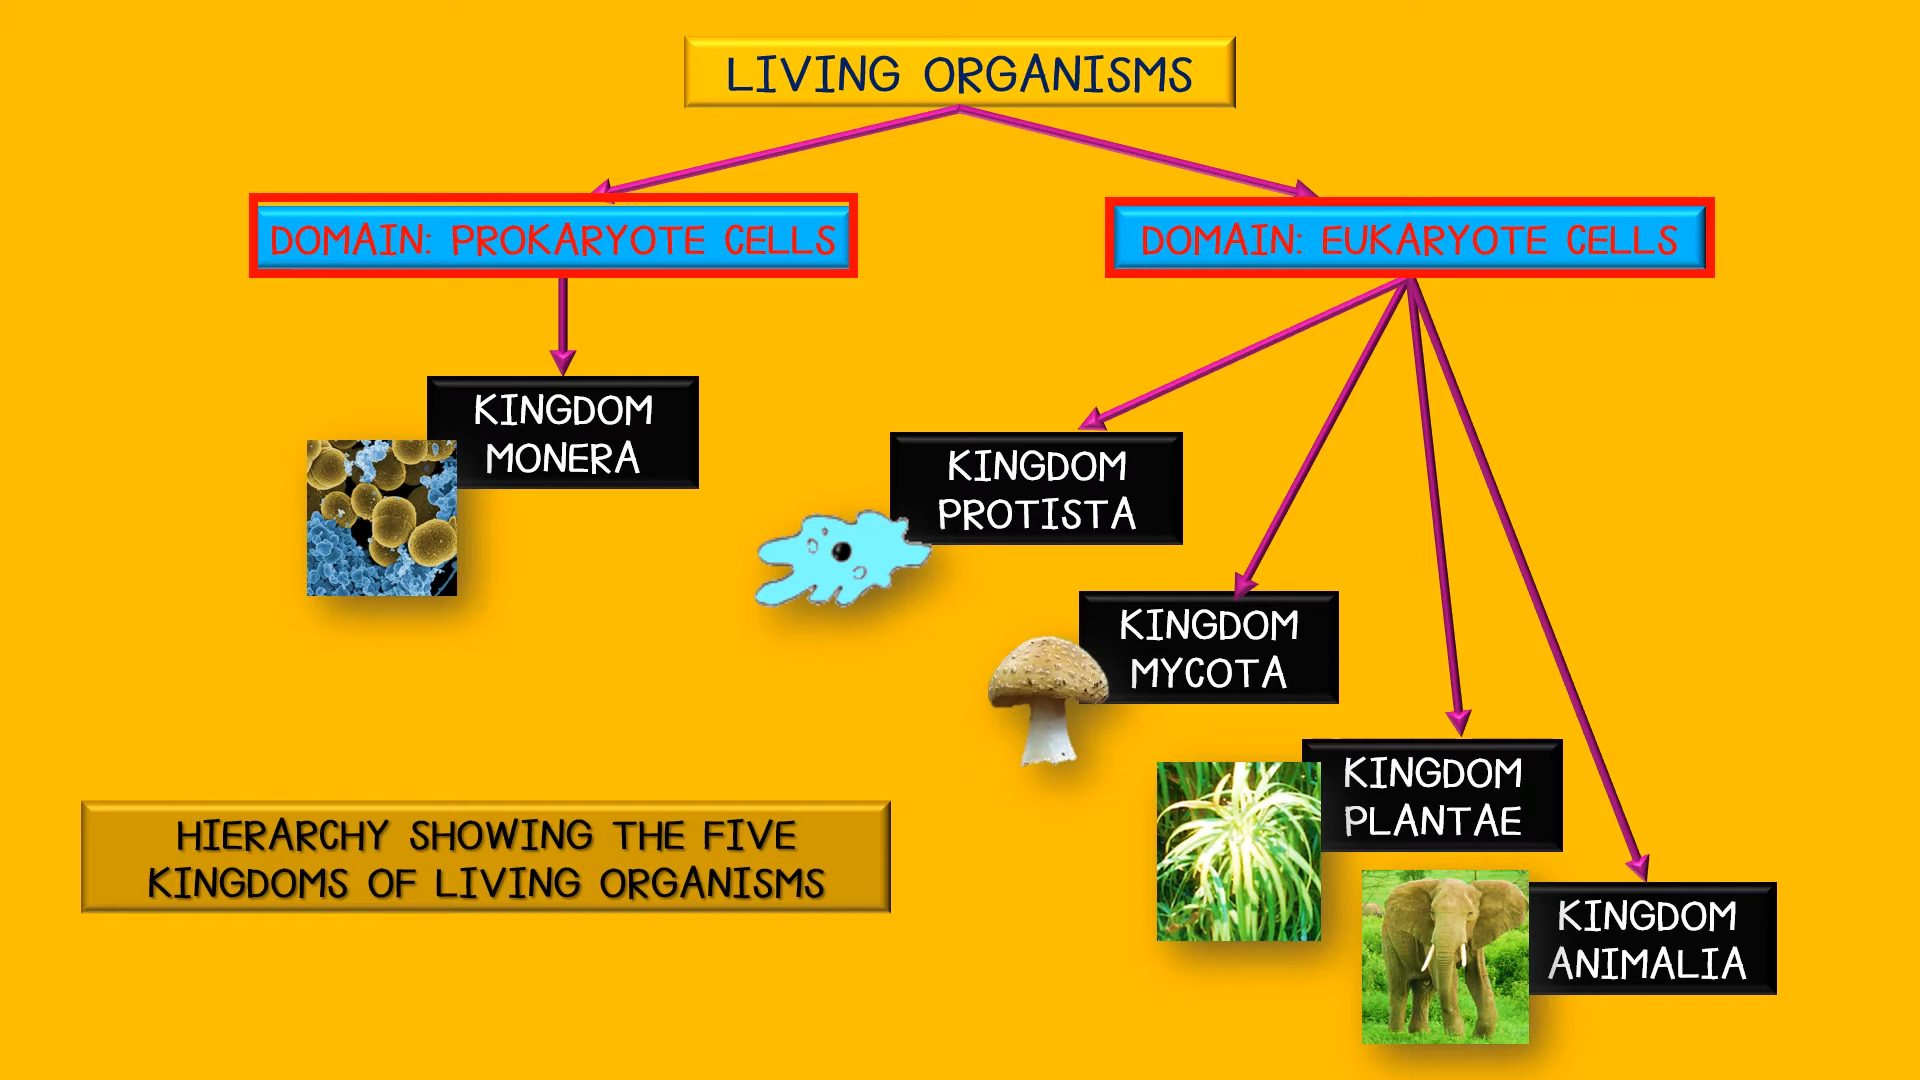 LIVING ORGANISMS
DOMAIN: PROKARYOTE CELLS
DOMAIN: EUKARYOTE CELLS
KINGDOM
MONERA
KINGDOM
PROTISTA
KINGDOM
MYCOTA
KINGDOM
PLANTAE
KINGDOM
ANIMALIA
HIERARCHY SHOWING THE FIVE
KINGDOMS OF LIVING ORGANISMS